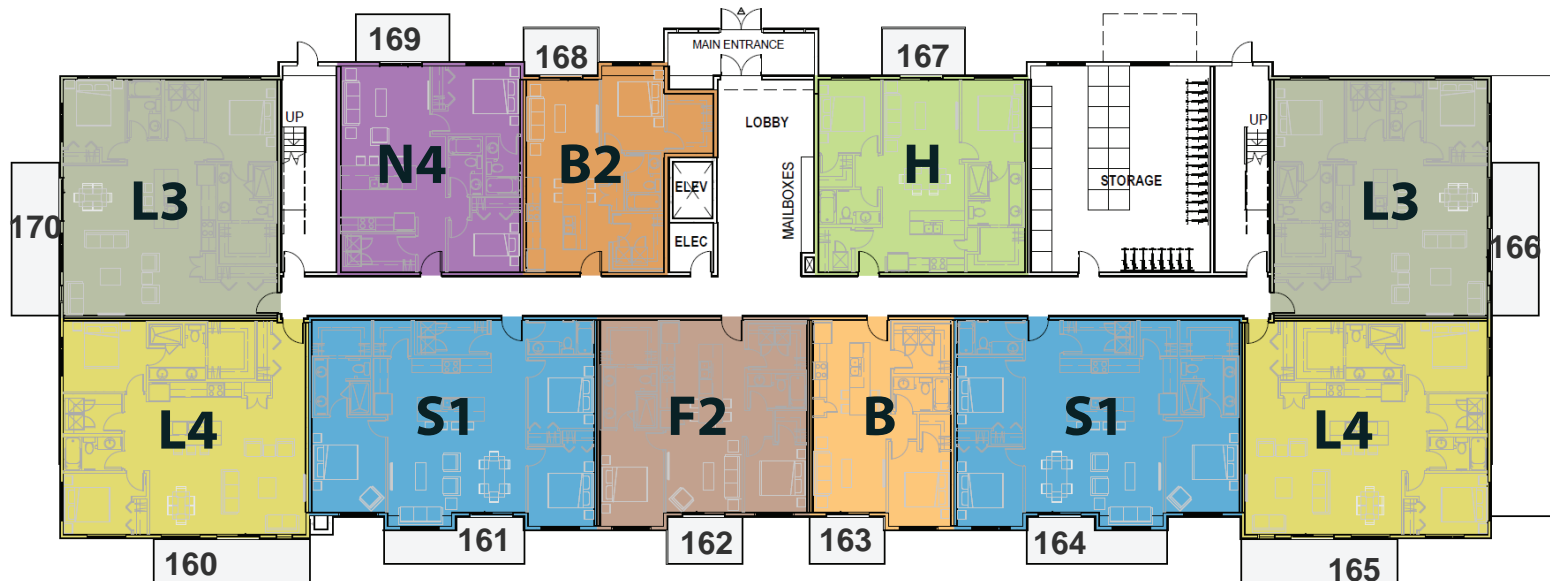 169
168
MAIN ENTRANCE
167
UP
LOBBY
UP
N4
B2
H
STORAGE
ELEV
MAILBOXES
L3
L3
170
ELEC
166
L4
S1
F2
B
S1
L4
161
162
163
164
160
165